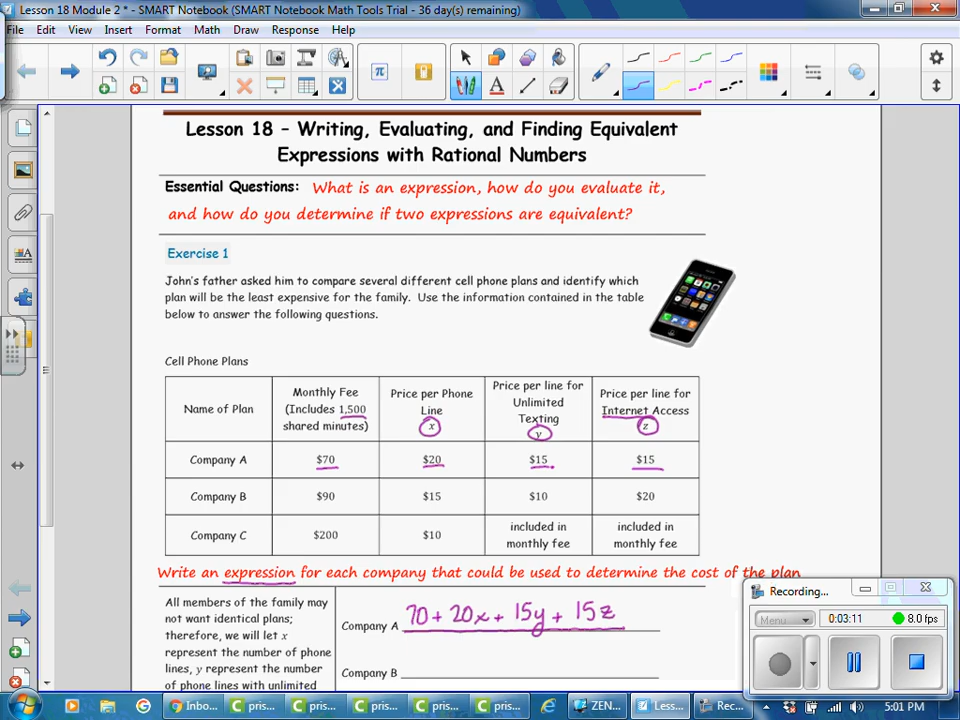 Lesson 18 Module 2 * - SMART Notebook (SMART Notebook Math Tools Trial - 36 day(s) remaining)
File Edit View Insert Format Math Draw Response Help
Lesson 18 - Writing, Evaluating, and Finding Equivalent
Expressions with Rational Numbers
Essential Questions: What is an expression, how do you evaluate it,
and how do you determine if two expressions are equivalent?
Exercise 1
John's father asked him to compare several different cell phone plans and identify which
plan will be the least expensive for the family. Use the information contained in the table
below to answer the following questions.
Cell Phone Plans
Name of Plan
Monthly Fee
(Includes 1,500
shared minutes)
Price per Phone
Line
x
Price per line for
Unlimited
Texting
y
Price per line for
Internet Access
z
Company A $70 $20 $15 $15
Company B $90 $15 $10 $20
Company C $200 $10
included in
monthly fee
included in
monthly fee
Write an expression for each company that could be used to determine the cost of the plan
All members of the family may
not want identical plans;
therefore, we will let x
represent the number of phone
lines, y represent the number
of phone lines with unlimited
Company A 70 + 20x + 15y + 15z
Company B
Recording...
Menu 0:03:11 8.0 fps
Inbo... pris... pris... pris... pris... pris... ZEN... Less... Rec... 5:01 PM